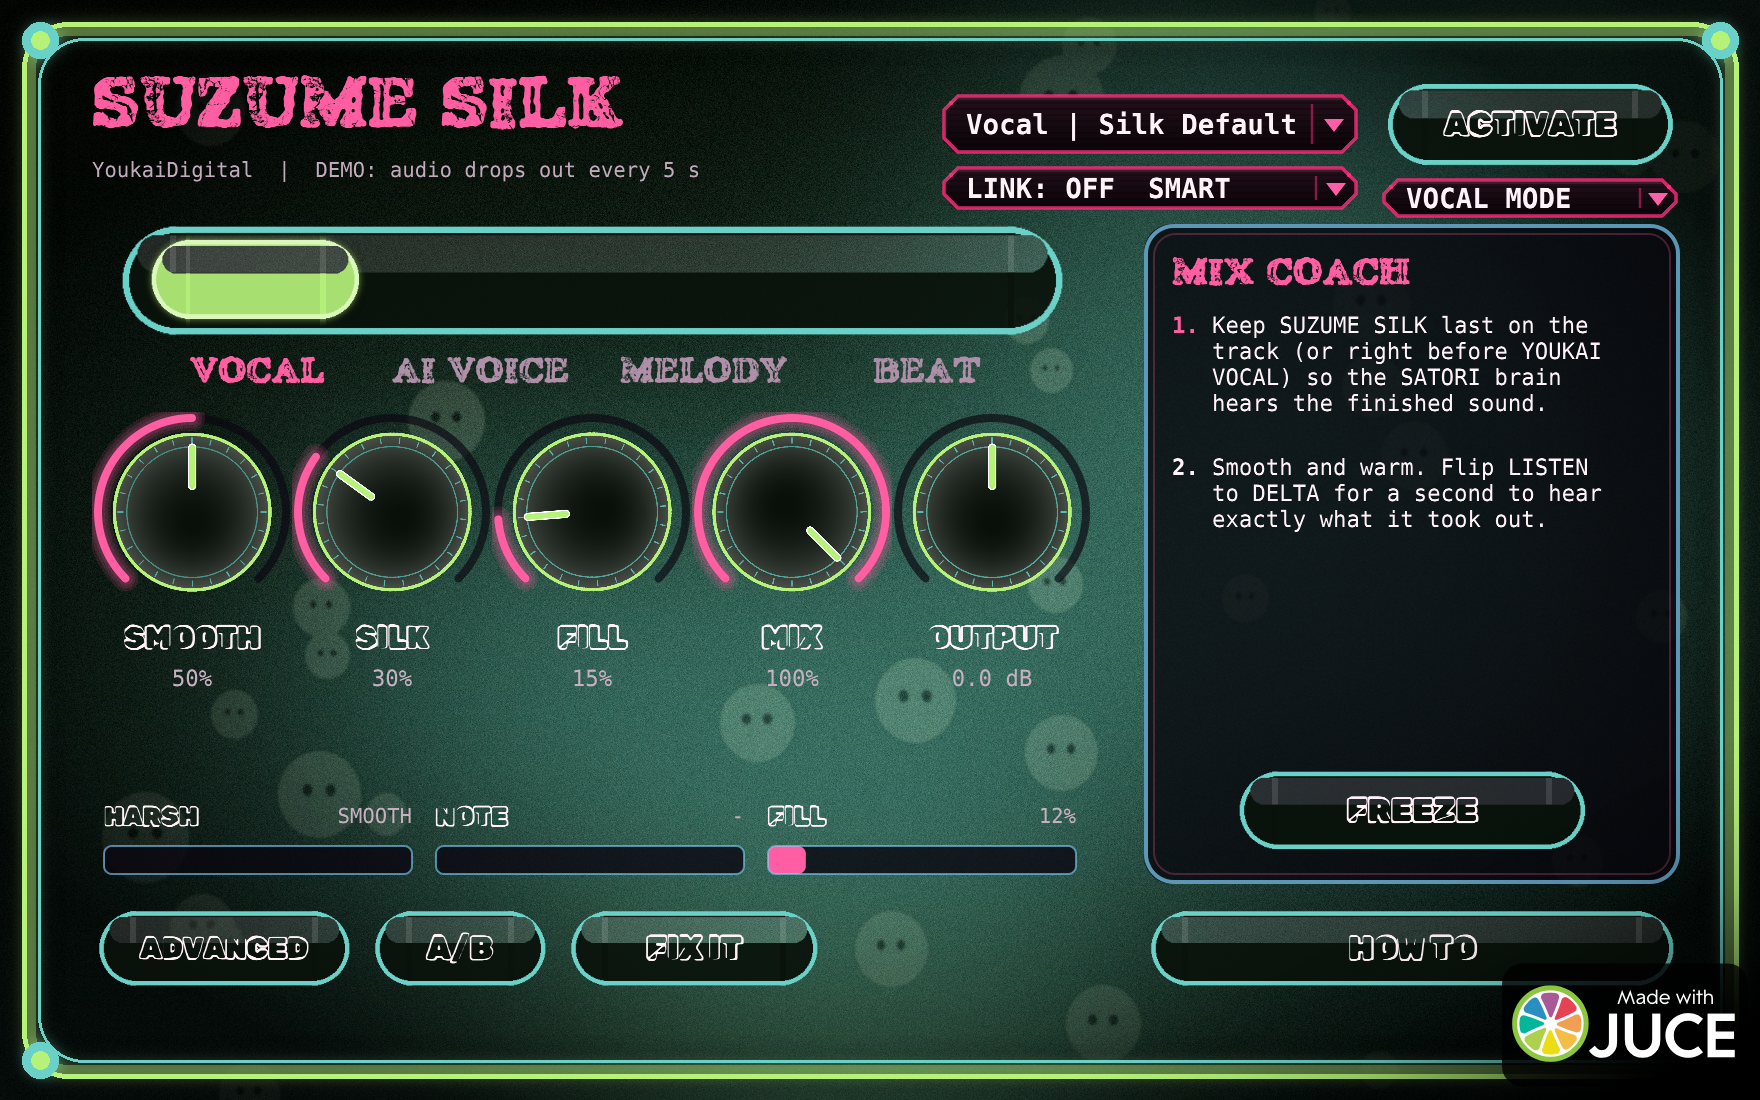 SUZUME SILK
YoukaiDigital | DEMO: audio drops out every 5 s
Vocal | Silk Default
ACTIVATE
LINK: OFF SMART
VOCAL MODE
VOCAL
AI VOICE
MELODY
BEAT
SMOOTH
SILK
FILL
MIX
OUTPUT
50%
30%
15%
100%
0.0 dB
HARSH
SMOOTH
NOTE
-
FILL
12%
ADVANCED
A/B
FIX IT
MIX COACH
1. Keep SUZUME SILK last on the
track (or right before YOUKAI
VOCAL) so the SATORI brain
hears the finished sound.
2. Smooth and warm. Flip LISTEN
to DELTA for a second to hear
exactly what it took out.
FREEZE
HOW TO
Made with
JUCE